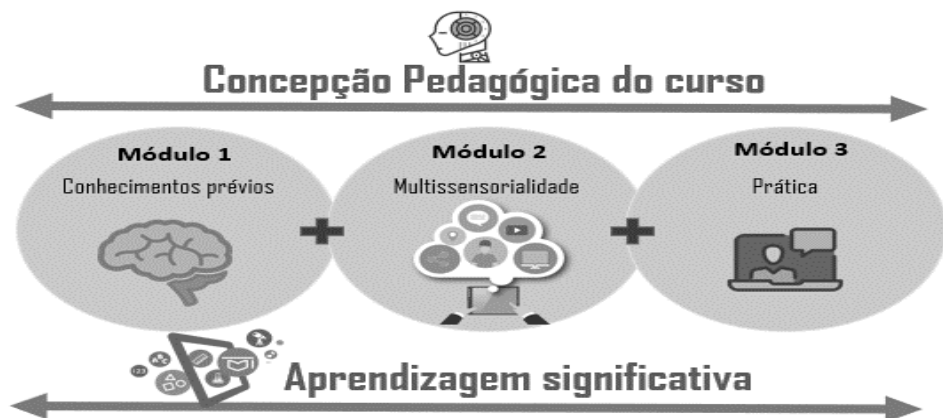 Concepção Pedagógica do curso
Módulo 1
Conhecimentos prévios
Módulo 2
Multissensorialidade
Módulo 3
Prática
Aprendizagem significativa